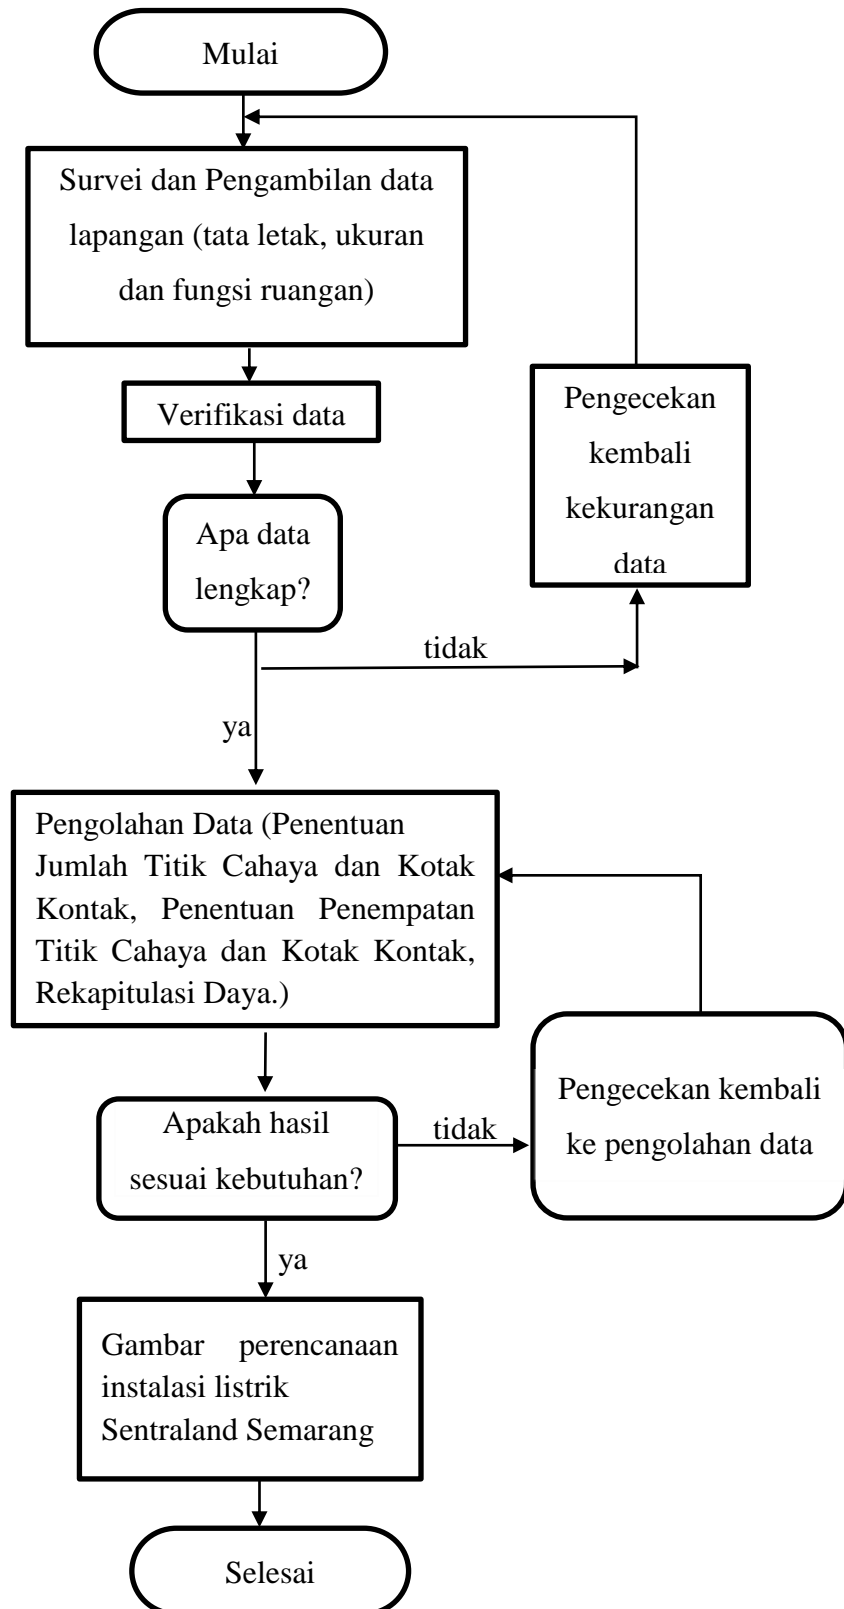 Mulai
Survei dan Pengambilan data
lapangan (tata letak, ukuran
dan fungsi ruangan)
Verifikasi data
Pengecekan
kembali
kekurangan
data
Apa data
lengkap?
tidak
ya
Pengolahan Data (Penentuan
Jumlah Titik Cahaya dan Kotak
Kontak, Penentuan Penempatan
Titik Cahaya dan Kotak Kontak,
Rekapitulasi Daya.)
Apakah hasil
sesuai kebutuhan?
tidak
Pengecekan kembali
ke pengolahan data
ya
Gambar perencanaan
instalasi listrik
Sentraland Semarang
Selesai